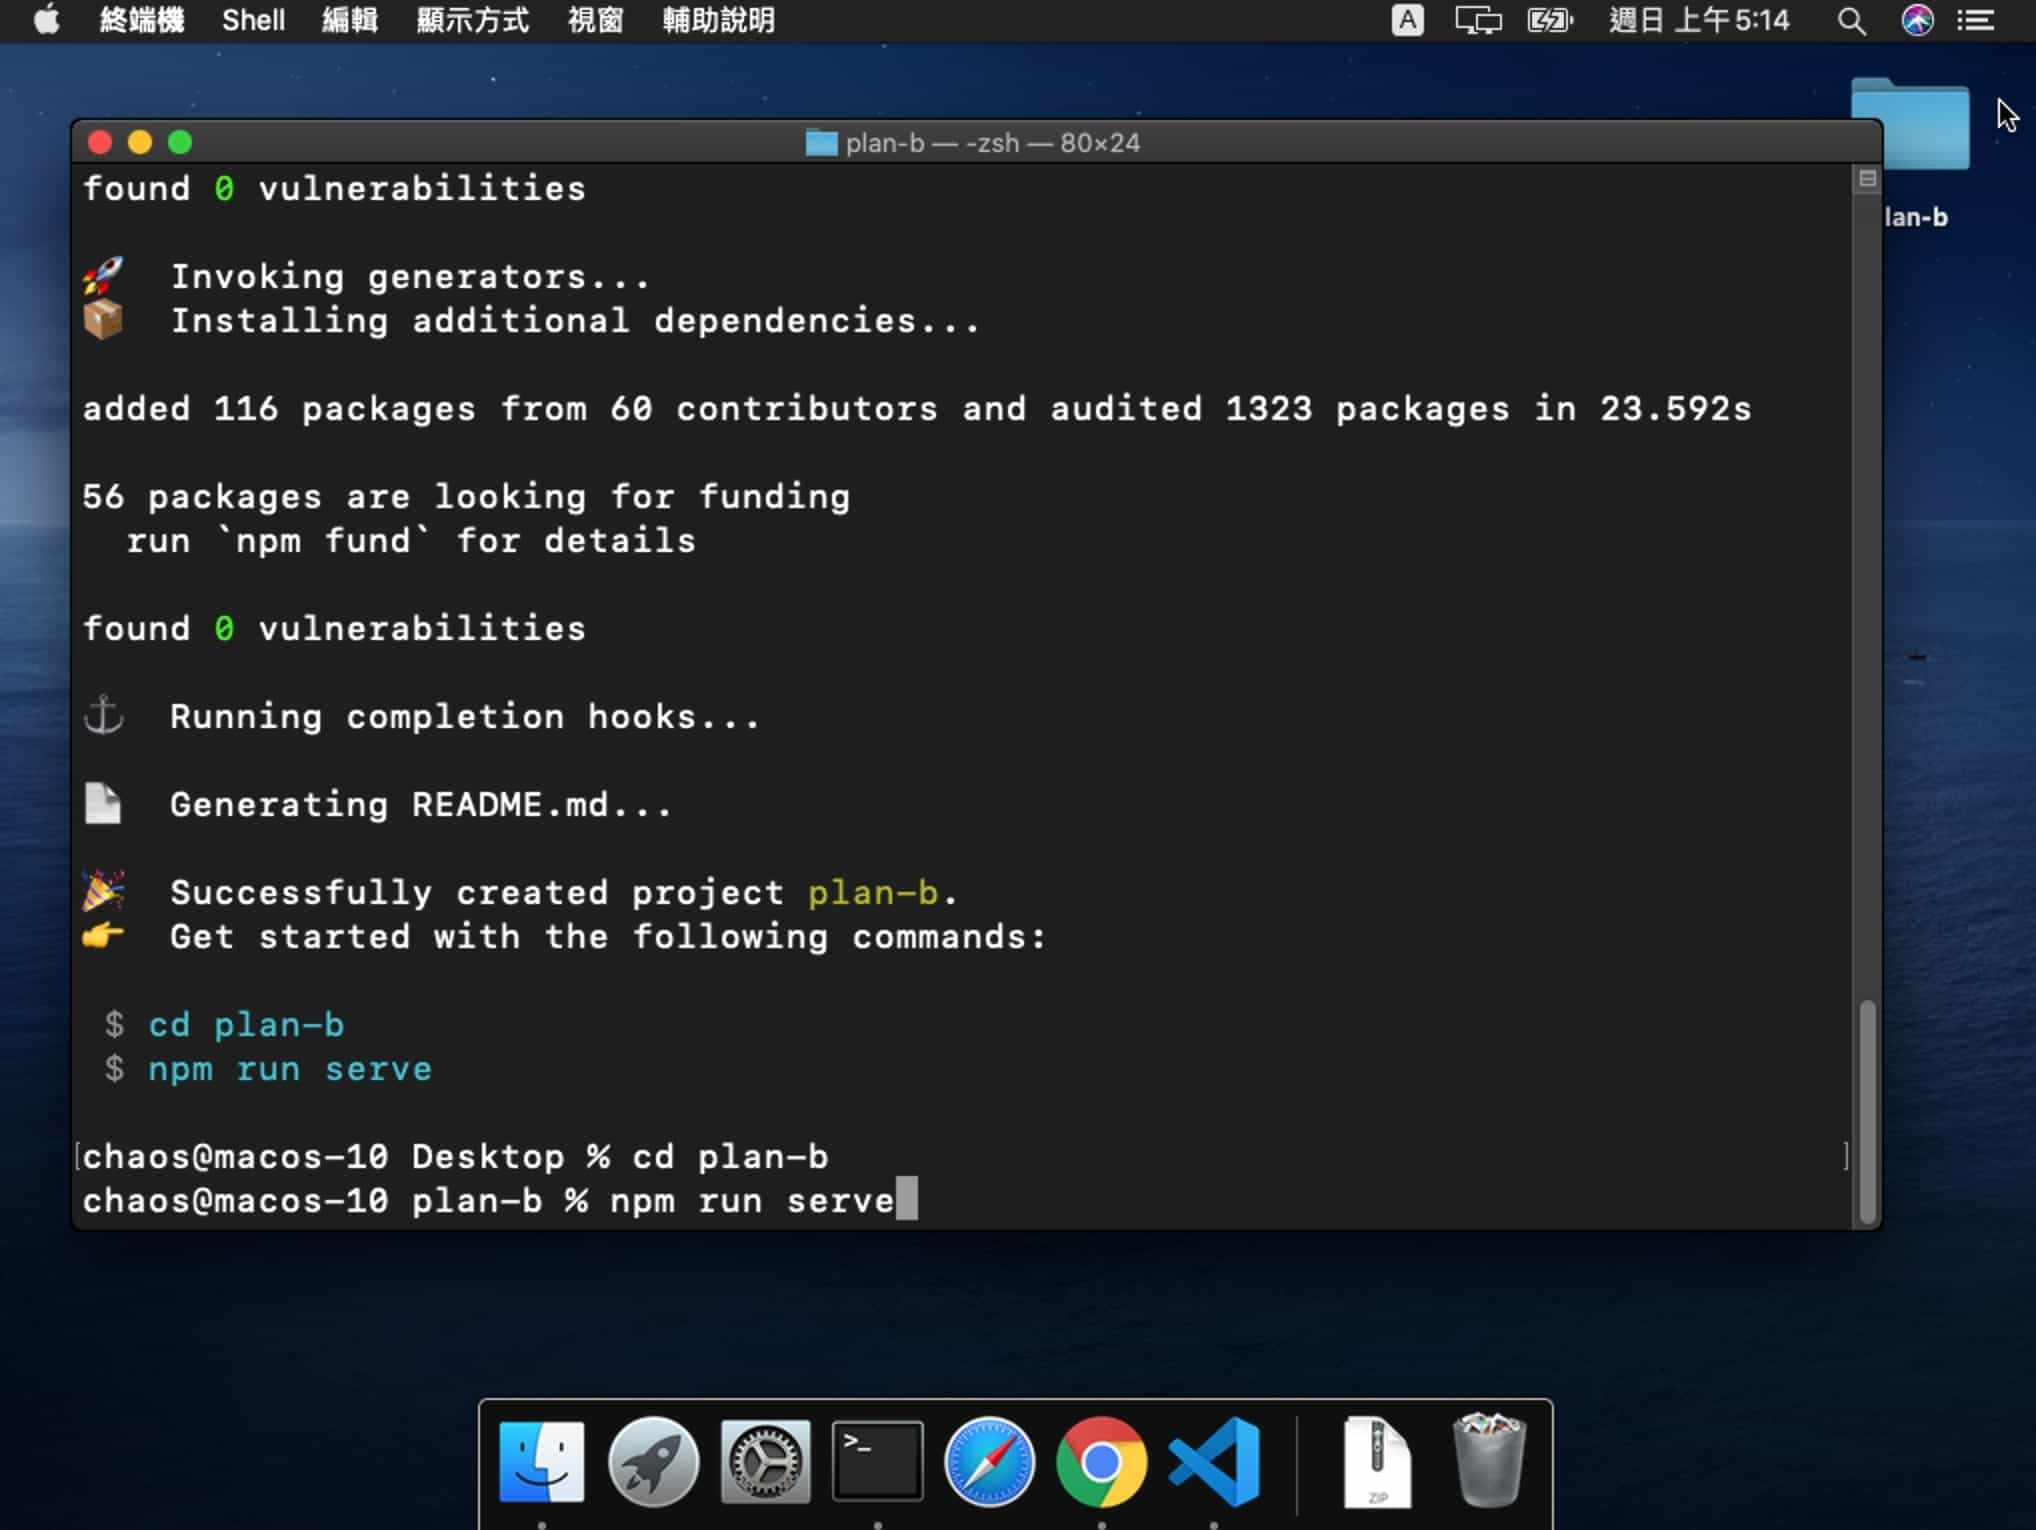 終端機 Shell 編輯 顯示方式 視窗 輔助說明 A 週日 上午5:14
plan-b — -zsh — 80×24
lan-b
found 0 vulnerabilities
🚀 Invoking generators...
📦 Installing additional dependencies...
added 116 packages from 60 contributors and audited 1323 packages in 23.592s
56 packages are looking for funding
run `npm fund` for details
found 0 vulnerabilities
⚓ Running completion hooks...
📄 Generating README.md...
🎉 Successfully created project plan-b.
👉 Get started with the following commands:
$ cd plan-b
$ npm run serve
[chaos@macos-10 Desktop % cd plan-b ]
chaos@macos-10 plan-b % npm run serve
>_
ZIP